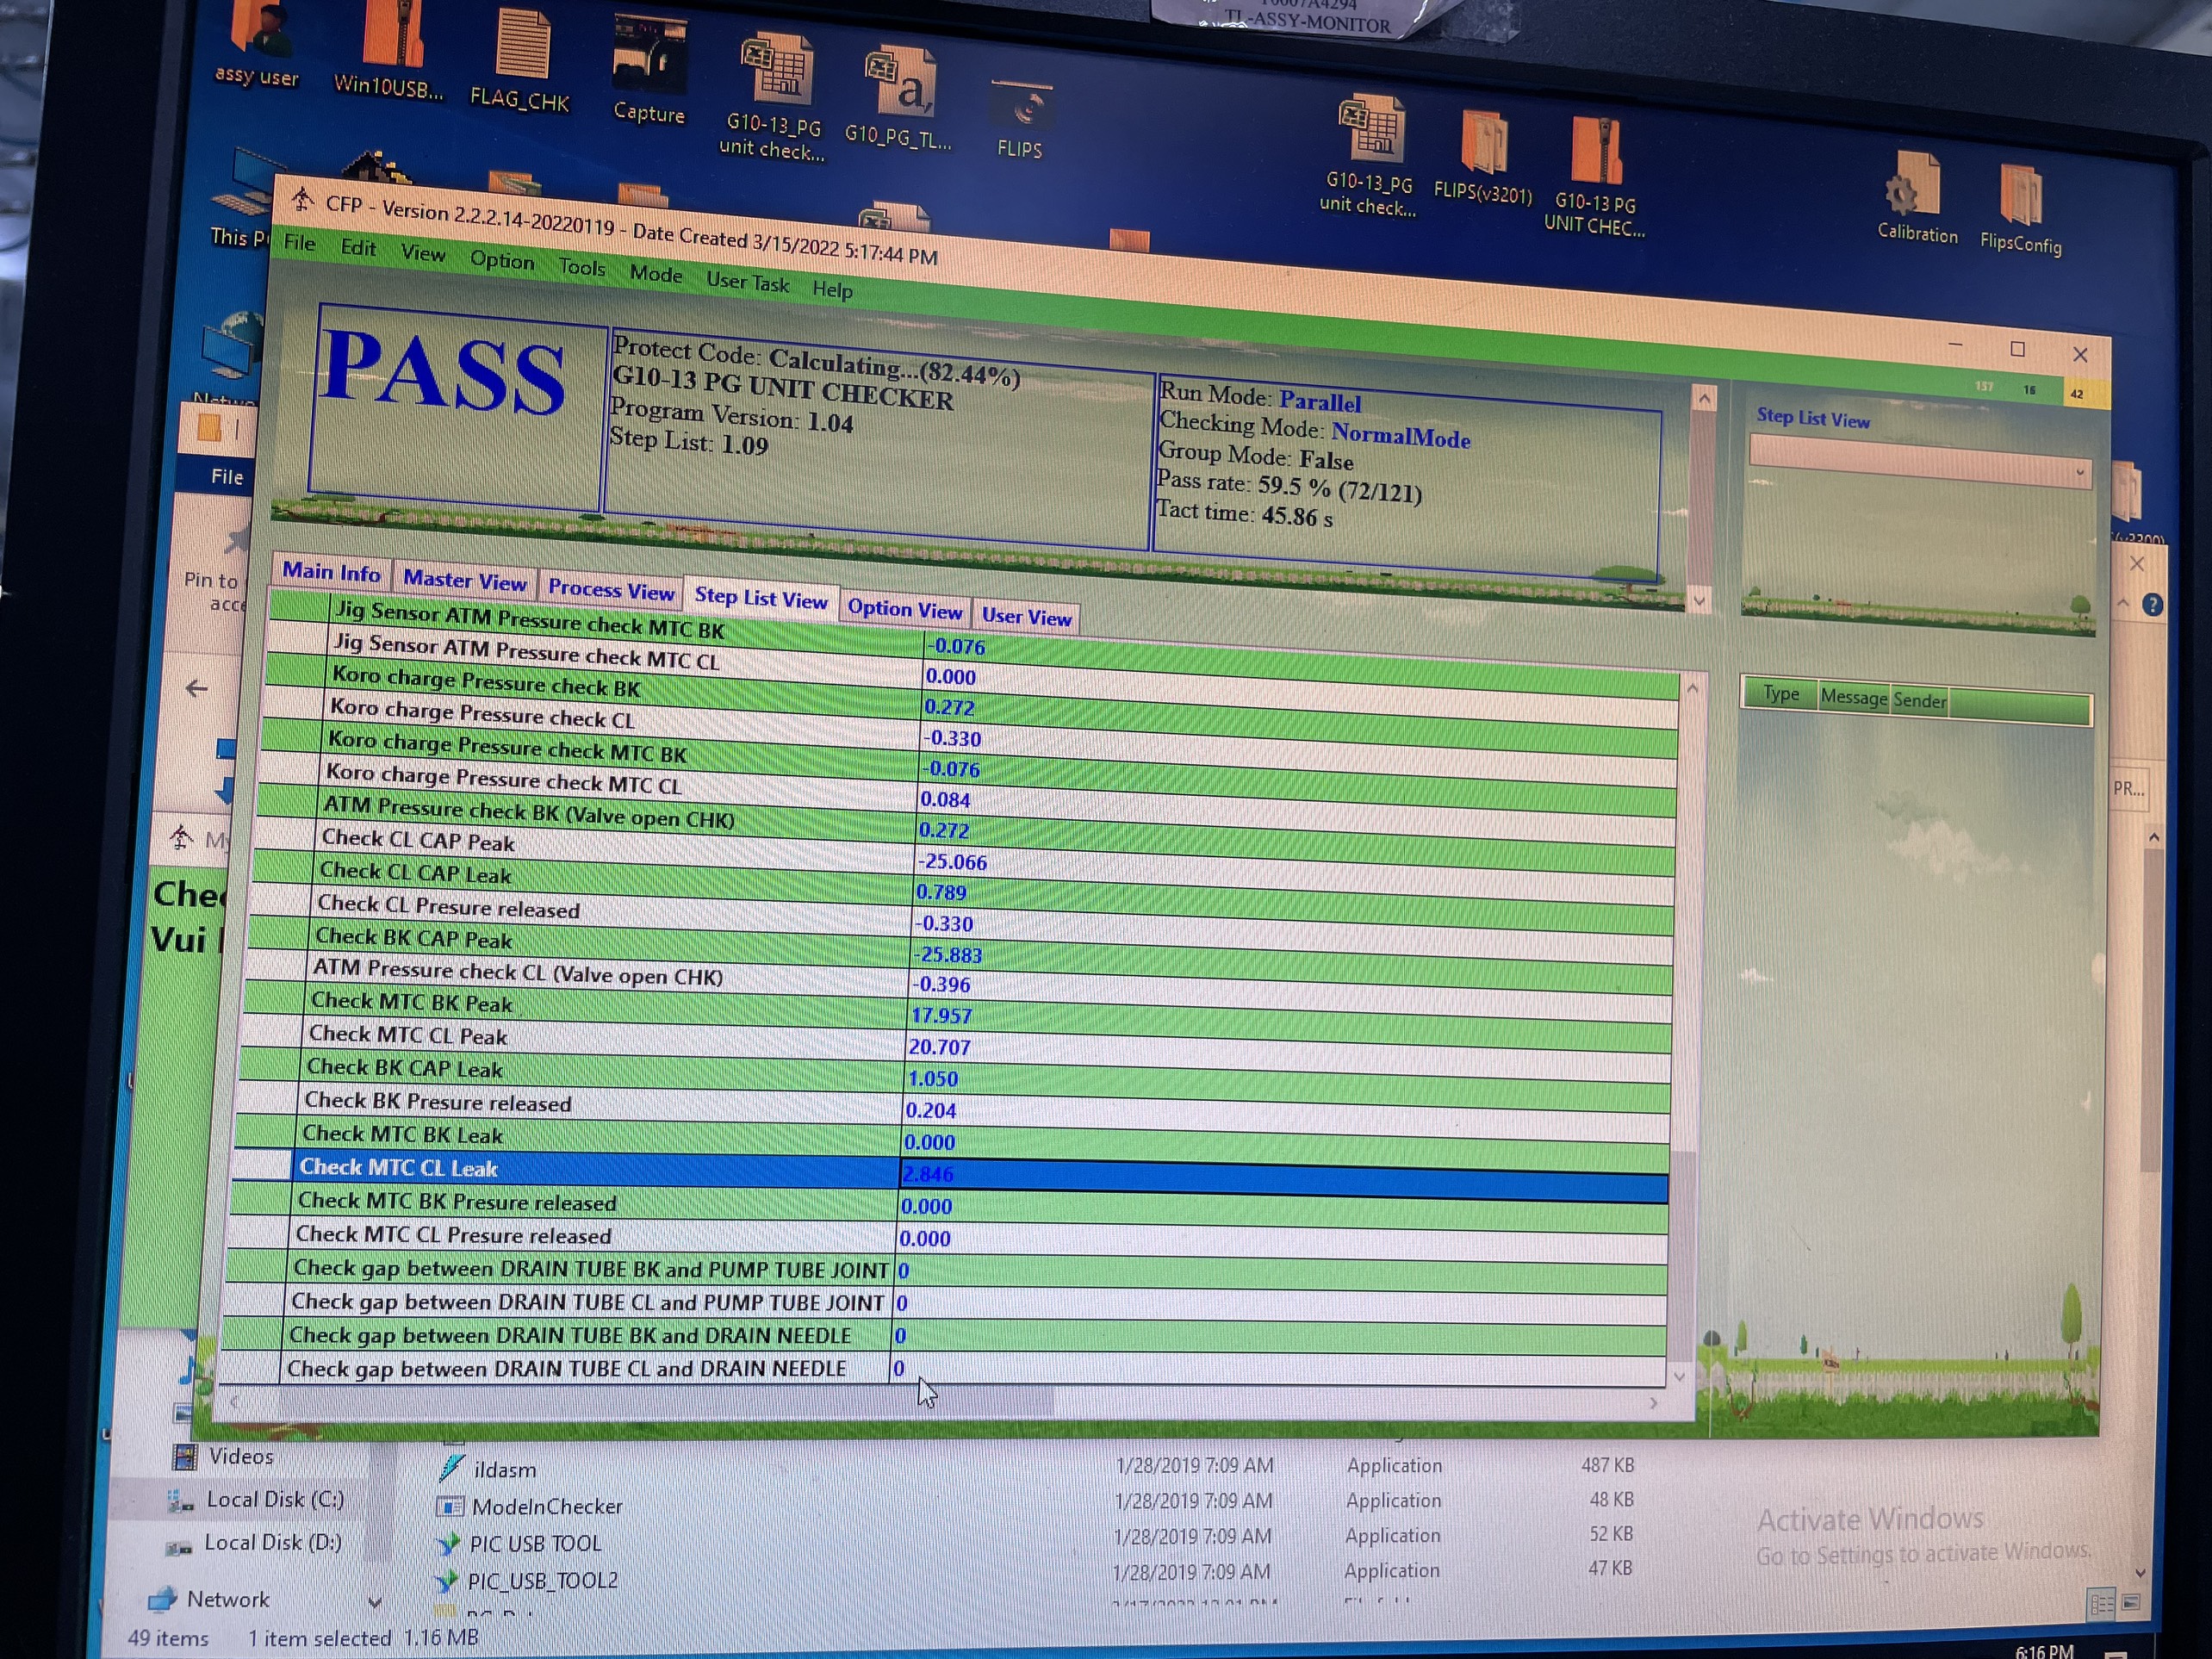 TL-ASSY-MONITOR
assy user
Win10USB...
FLAG_CHK
Capture
G10-13_PG
unit check...
G10_PG_TL...
FLIPS
G10-13_PG
unit check...
FLIPS(v3201)
G10-13 PG
UNIT CHEC...
Calibration
FlipsConfig
This P
CFP - Version 2.2.2.14-20220119 - Date Created 3/15/2022 5:17:44 PM
File Edit View Option Tools Mode User Task Help
157 16 42
PASS
Protect Code: Calculating...(82.44%)
G10-13 PG UNIT CHECKER
Program Version: 1.04
Step List: 1.09
Run Mode: Parallel
Checking Mode: NormalMode
Group Mode: False
Pass rate: 59.5 % (72/121)
Tact time: 45.86 s
Step List View
File
Pin to
acce
Main Info Master View Process View Step List View Option View User View
Jig Sensor ATM Pressure check MTC BK -0.076
Jig Sensor ATM Pressure check MTC CL 0.000
Koro charge Pressure check BK 0.272
Koro charge Pressure check CL -0.330
Koro charge Pressure check MTC BK -0.076
Koro charge Pressure check MTC CL 0.084
ATM Pressure check BK (Valve open CHK) 0.272
Check CL CAP Peak -25.066
Check CL CAP Leak 0.789
Check CL Presure released -0.330
Check BK CAP Peak -25.883
ATM Pressure check CL (Valve open CHK) -0.396
Check MTC BK Peak 17.957
Check MTC CL Peak 20.707
Check BK CAP Leak 1.050
Check BK Presure released 0.204
Check MTC BK Leak 0.000
Check MTC CL Leak 2.846
Check MTC BK Presure released 0.000
Check MTC CL Presure released 0.000
Check gap between DRAIN TUBE BK and PUMP TUBE JOINT 0
Check gap between DRAIN TUBE CL and PUMP TUBE JOINT 0
Check gap between DRAIN TUBE BK and DRAIN NEEDLE 0
Check gap between DRAIN TUBE CL and DRAIN NEEDLE 0
Type Message Sender
PR...
My
Chec
Vui
Videos
Local Disk (C:)
Local Disk (D:)
Network
ildasm 1/28/2019 7:09 AM Application 487 KB
ModeInChecker 1/28/2019 7:09 AM Application 48 KB
PIC USB TOOL 1/28/2019 7:09 AM Application 52 KB
PIC_USB_TOOL2 1/28/2019 7:09 AM Application 47 KB
Activate Windows
Go to Settings to activate Windows.
49 items 1 item selected 1.16 MB
6:16 PM